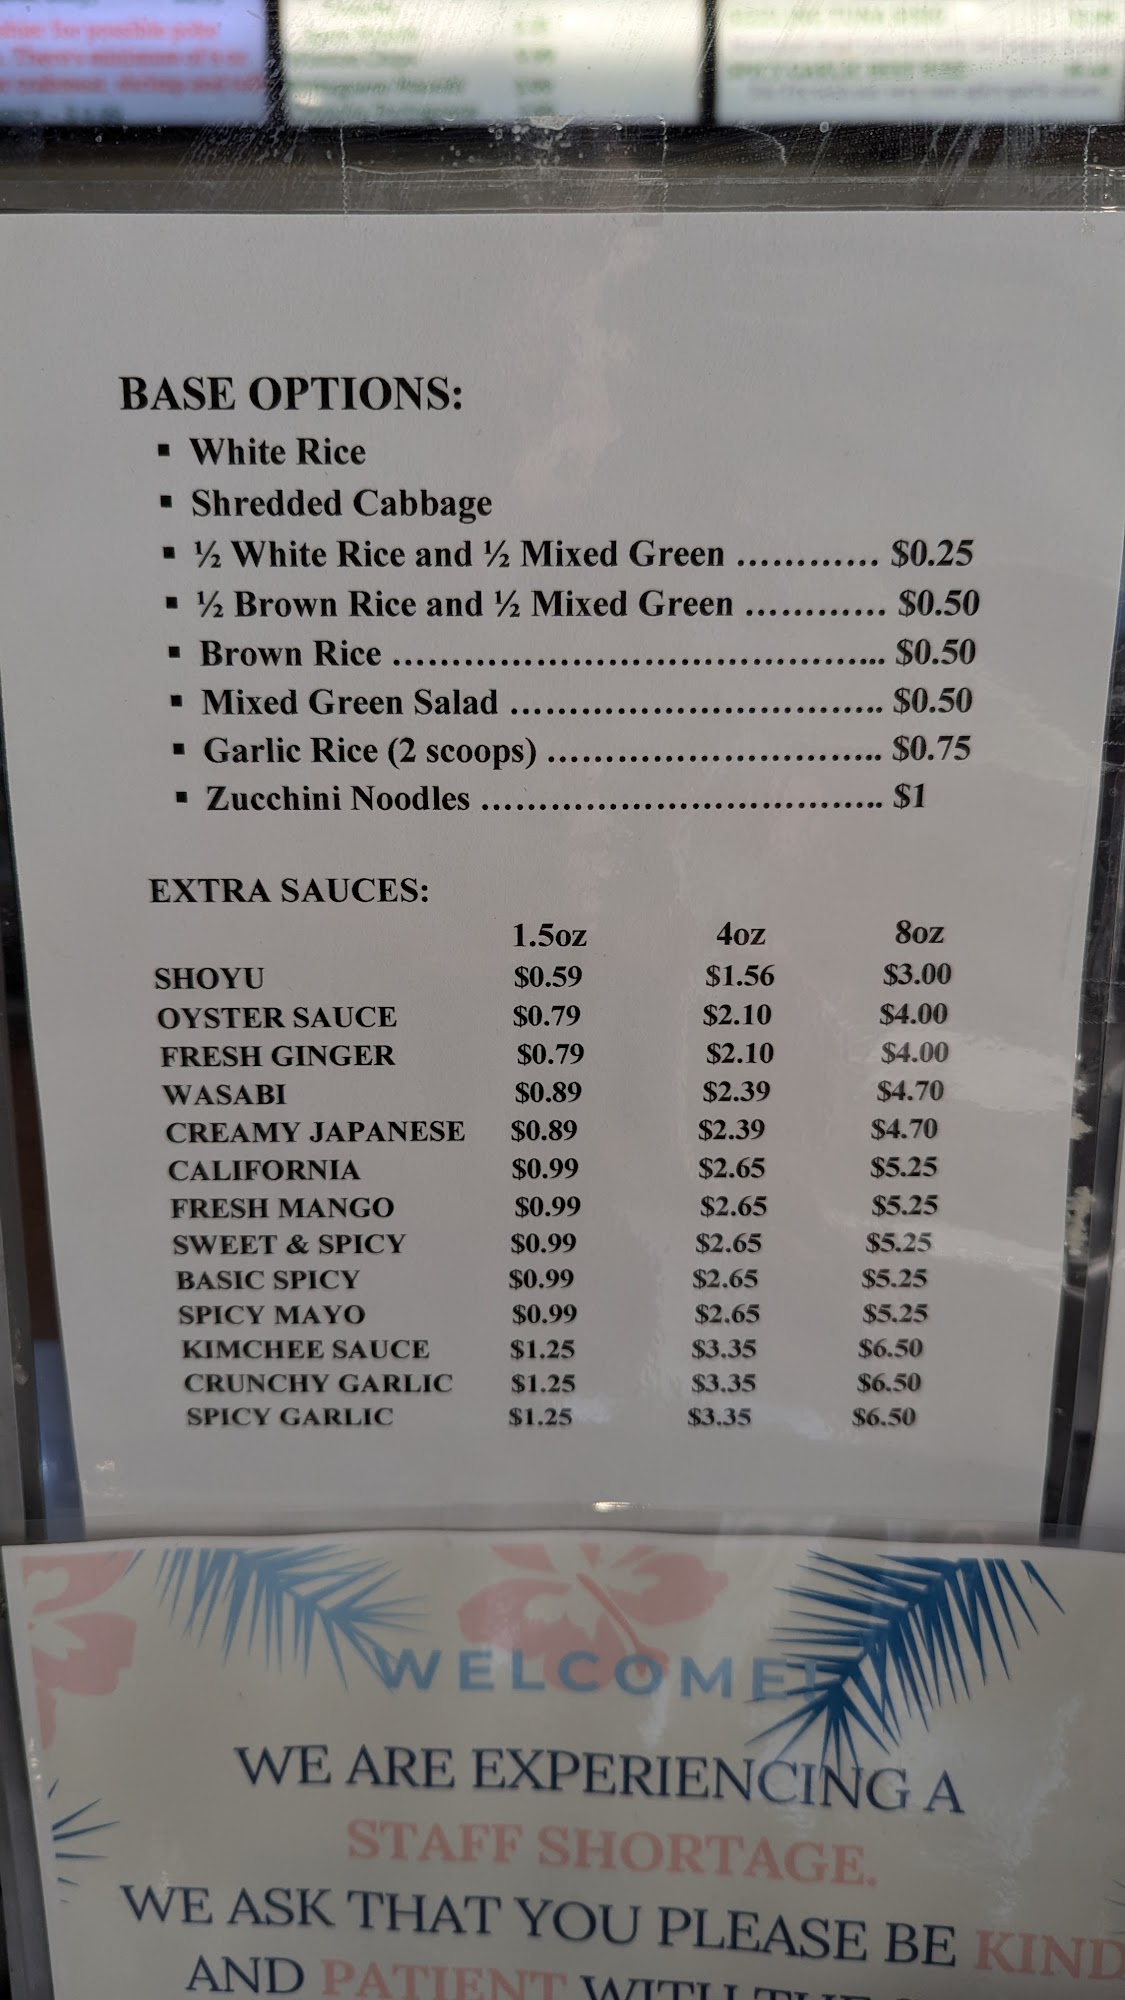 BASE OPTIONS:
▪ White Rice
▪ Shredded Cabbage
▪ ½ White Rice and ½ Mixed Green ............ $0.25
▪ ½ Brown Rice and ½ Mixed Green ............ $0.50
▪ Brown Rice .......................................... $0.50
▪ Mixed Green Salad ................................ $0.50
▪ Garlic Rice (2 scoops) ............................. $0.75
▪ Zucchini Noodles ................................... $1
EXTRA SAUCES:
1.5oz 4oz 8oz
SHOYU $0.59 $1.56 $3.00
OYSTER SAUCE $0.79 $2.10 $4.00
FRESH GINGER $0.79 $2.10 $4.00
WASABI $0.89 $2.39 $4.70
CREAMY JAPANESE $0.89 $2.39 $4.70
CALIFORNIA $0.99 $2.65 $5.25
FRESH MANGO $0.99 $2.65 $5.25
SWEET & SPICY $0.99 $2.65 $5.25
BASIC SPICY $0.99 $2.65 $5.25
SPICY MAYO $0.99 $2.65 $5.25
KIMCHEE SAUCE $1.25 $3.35 $6.50
CRUNCHY GARLIC $1.25 $3.35 $6.50
SPICY GARLIC $1.25 $3.35 $6.50
WELCOME!
WE ARE EXPERIENCING A
STAFF SHORTAGE.
WE ASK THAT YOU PLEASE BE KIND
AND PATIENT WITH THE